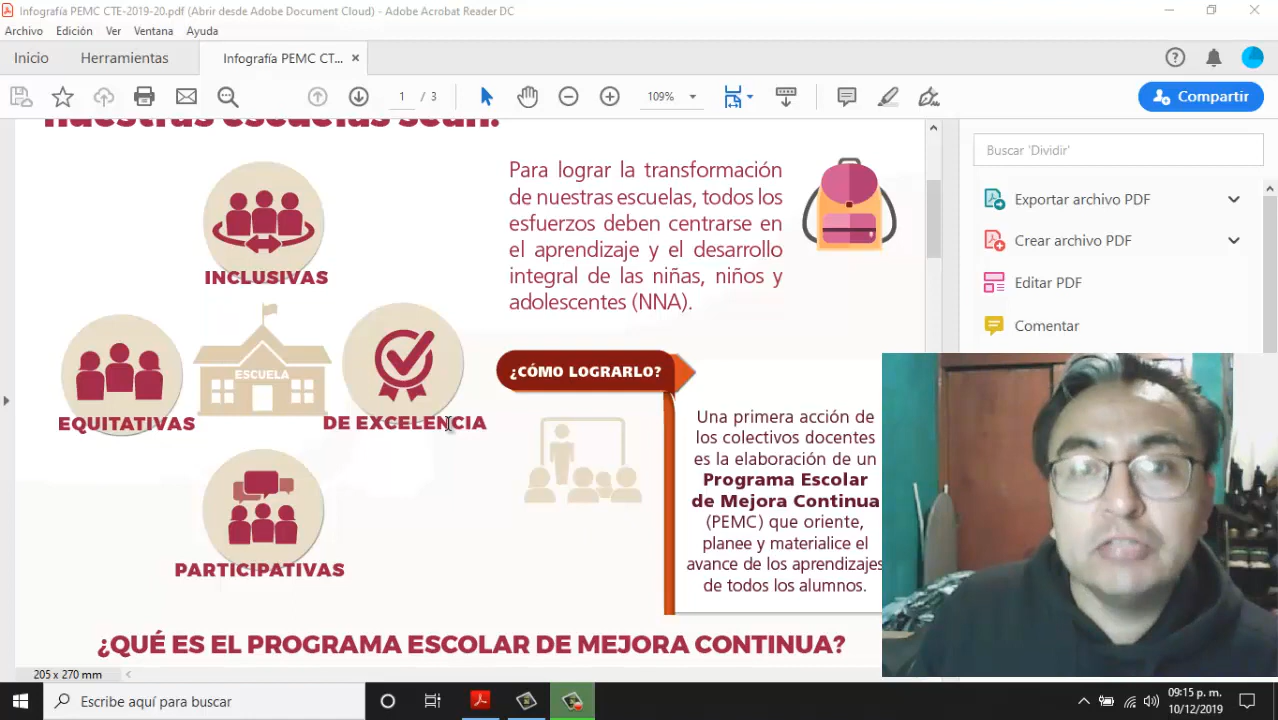 Infografía PEMC CTE-2019-20.pdf (Abrir desde Adobe Document Cloud) - Adobe Acrobat Reader DC
Archivo Edición Ver Ventana Ayuda
Inicio Herramientas Infografía PEMC CT... ×
1 / 3 109% Compartir
nuestras escuelas sean:
INCLUSIVAS
EQUITATIVAS
ESCUELA
DE EXCELENCIA
PARTICIPATIVAS
Para lograr la transformación
de nuestras escuelas, todos los
esfuerzos deben centrarse en
el aprendizaje y el desarrollo
integral de las niñas, niños y
adolescentes (NNA).
¿CÓMO LOGRARLO?
Una primera acción de
los colectivos docentes
es la elaboración de un
Programa Escolar
de Mejora Continua
(PEMC) que oriente,
planee y materialice el
avance de los aprendizajes
de todos los alumnos.
¿QUÉ ES EL PROGRAMA ESCOLAR DE MEJORA CONTINUA?
205 x 270 mm
Buscar 'Dividir'
Exportar archivo PDF
Crear archivo PDF
Editar PDF
Comentar
Escribe aquí para buscar
09:15 p. m.
10/12/2019